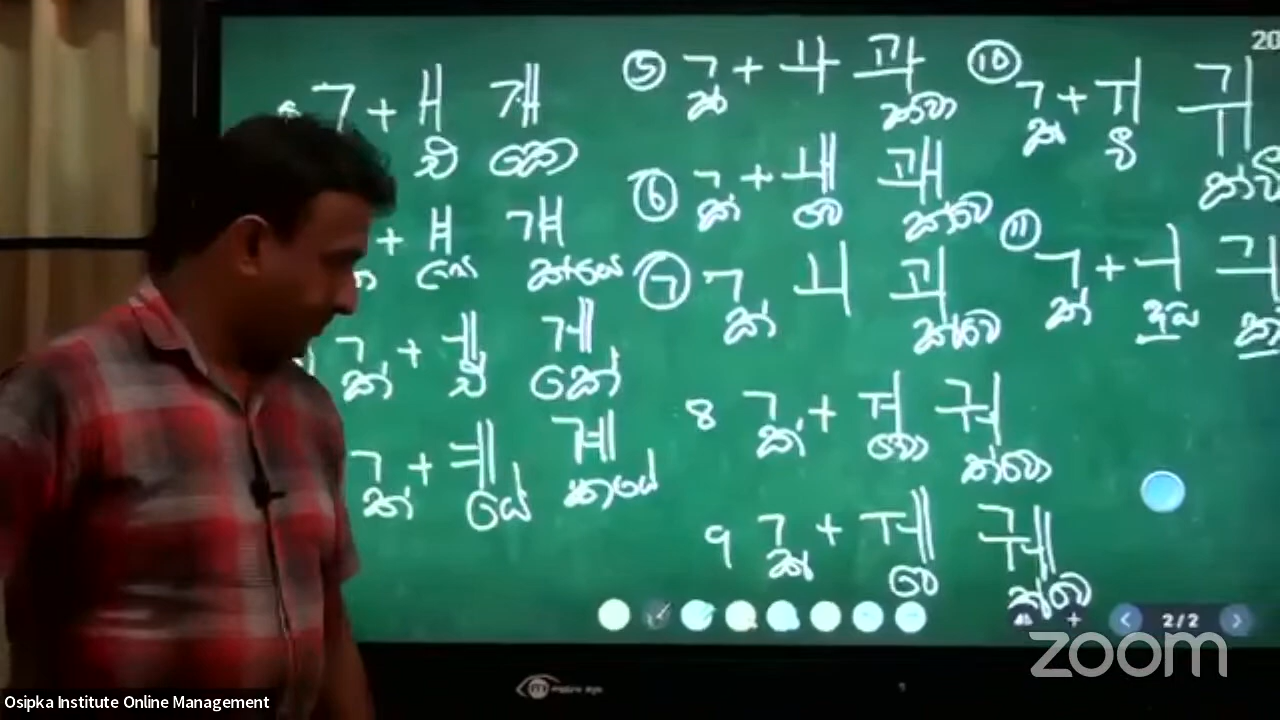 ㄱ + ㅐ 개
එ කෙ
+ ㅒ 걔
යෙ ක්යෙ
ㄱ + ㅔ 게
ක් ඒ කේ
ㄱ + ㅖ 계
ක් යේ ක්යේ
⑤ ㄱ + ㅘ 과
ක් ක්වා
⑥ ㄱ + ㅙ 괘
ක් වෙ ක්වෙ
⑦ ㄱ ㅚ 괴
ක් ක්වෙ
8 ㄱ + ㅝ 궈
ක් වො ක්වො
9 ㄱ + ㅞ 궤
ක් වෙ ක්වෙ
⑩ ㄱ + ㅟ 귀
ක් වී ක්වී
⑪ ㄱ + ㅢ 긔
ක්
20
2/2
zoom
Osipka Institute Online Management